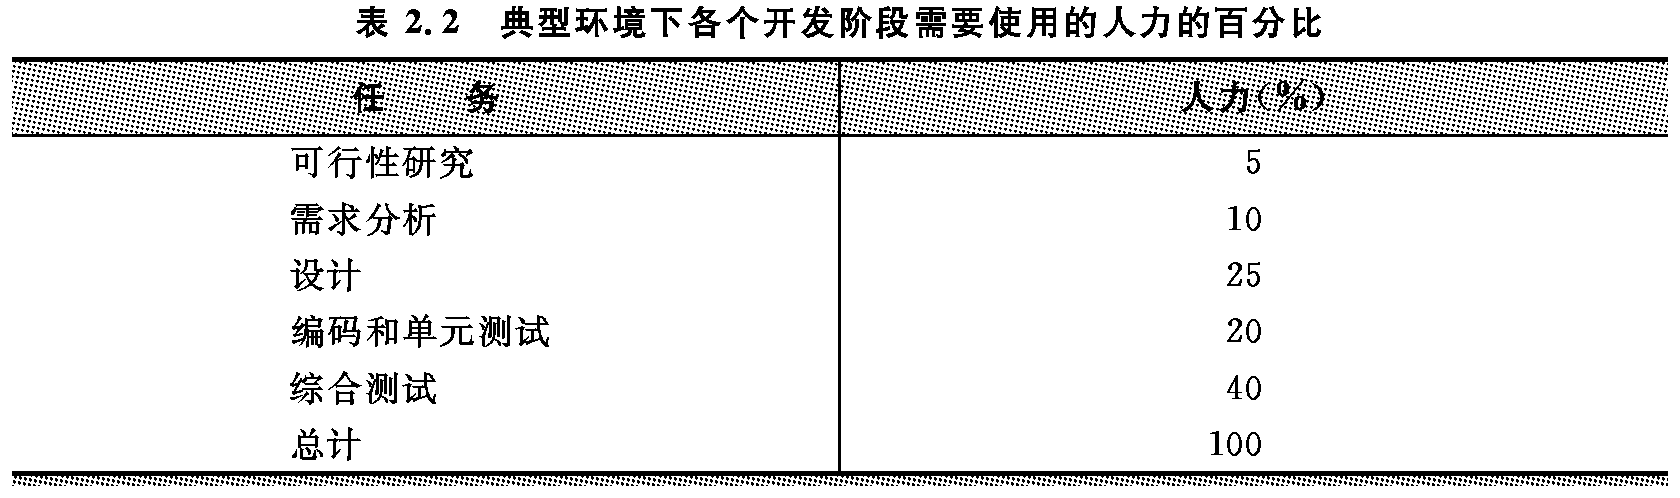 表 2.2 典型环境下各个开发阶段需要使用的人力的百分比
任 务 人力(%)
可行性研究 5
需求分析 10
设计 25
编码和单元测试 20
综合测试 40
总计 100